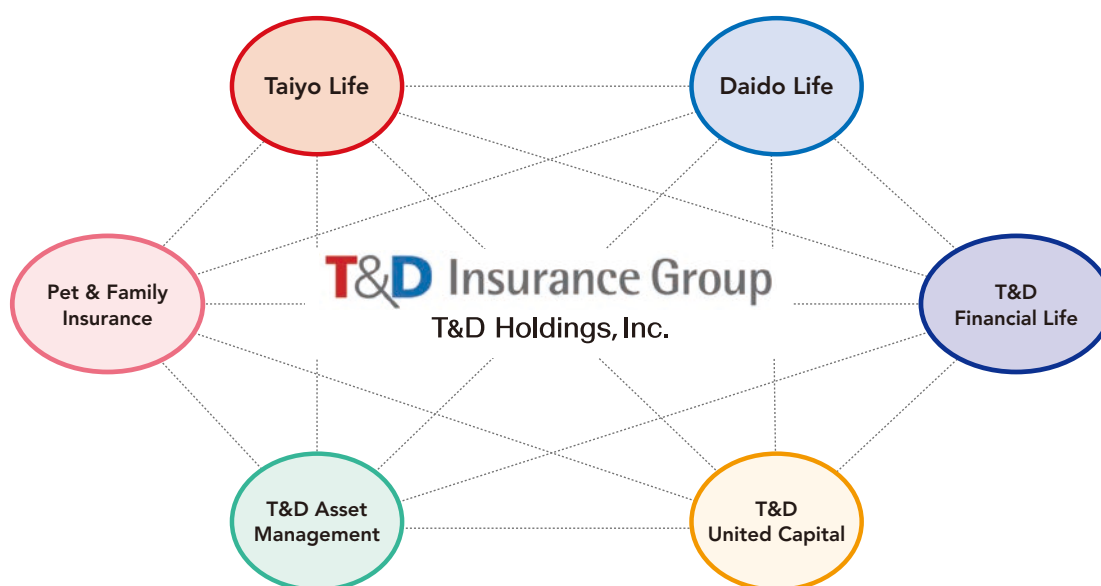 Taiyo Life
Daido Life
Pet & Family
Insurance
T&D Insurance Group
T&D Holdings, Inc.
T&D
Financial Life
T&D Asset
Management
T&D
United Capital